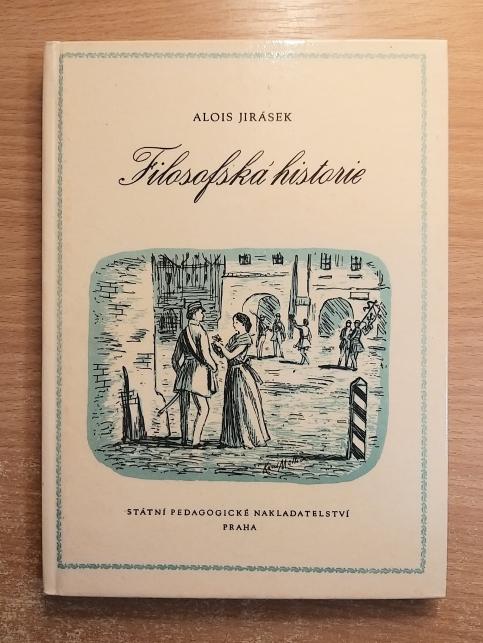 ALOIS JIRÁSEK
Filosofská historie
STÁTNÍ PEDAGOGICKÉ NAKLADATELSTVÍ
PRAHA